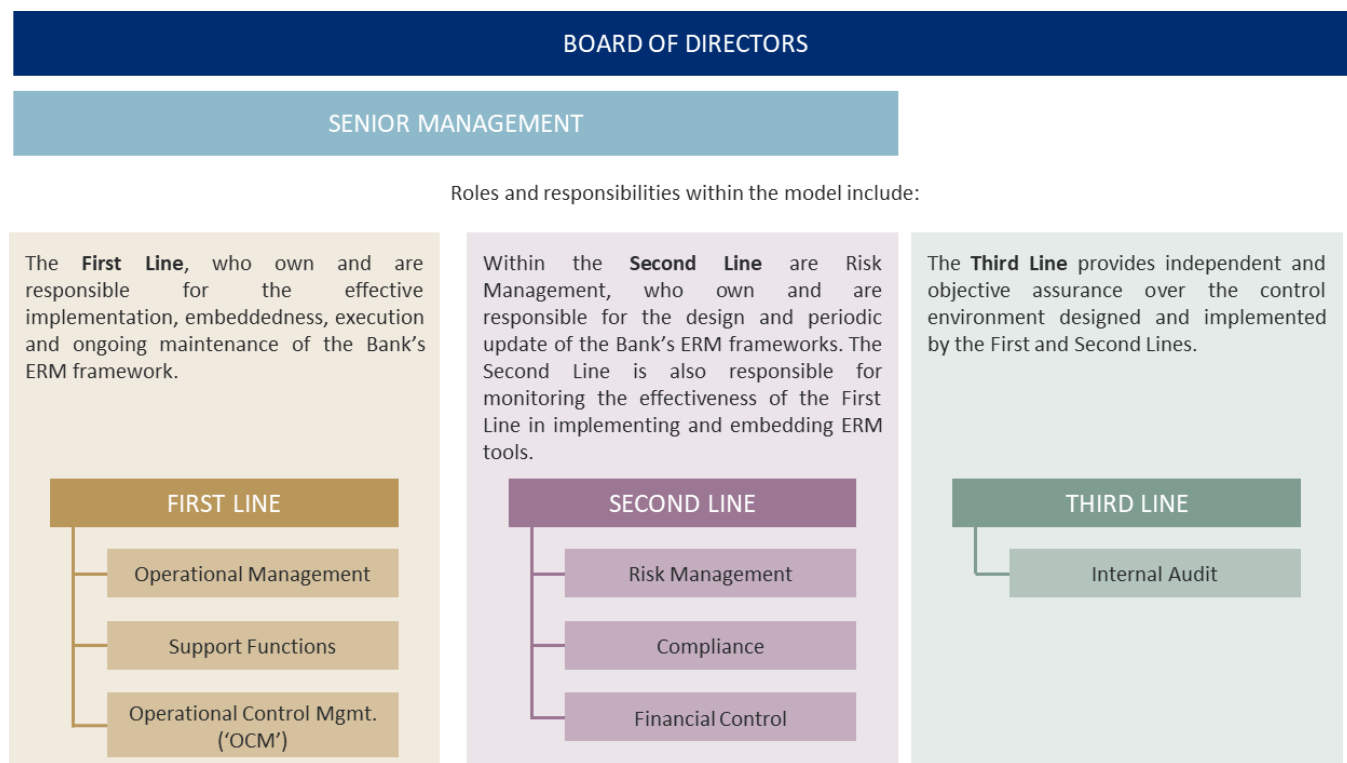 BOARD OF DIRECTORS
SENIOR MANAGEMENT
Roles and responsibilities within the model include:
The First Line, who own and are
responsible for the effective
implementation, embeddedness, execution
and ongoing maintenance of the Bank’s
ERM framework.
FIRST LINE
Operational Management
Support Functions
Operational Control Mgmt.
(‘OCM’)
Within the Second Line are Risk
Management, who own and are
responsible for the design and periodic
update of the Bank’s ERM frameworks. The
Second Line is also responsible for
monitoring the effectiveness of the First
Line in implementing and embedding ERM
tools.
SECOND LINE
Risk Management
Compliance
Financial Control
The Third Line provides independent and
objective assurance over the control
environment designed and implemented
by the First and Second Lines.
THIRD LINE
Internal Audit